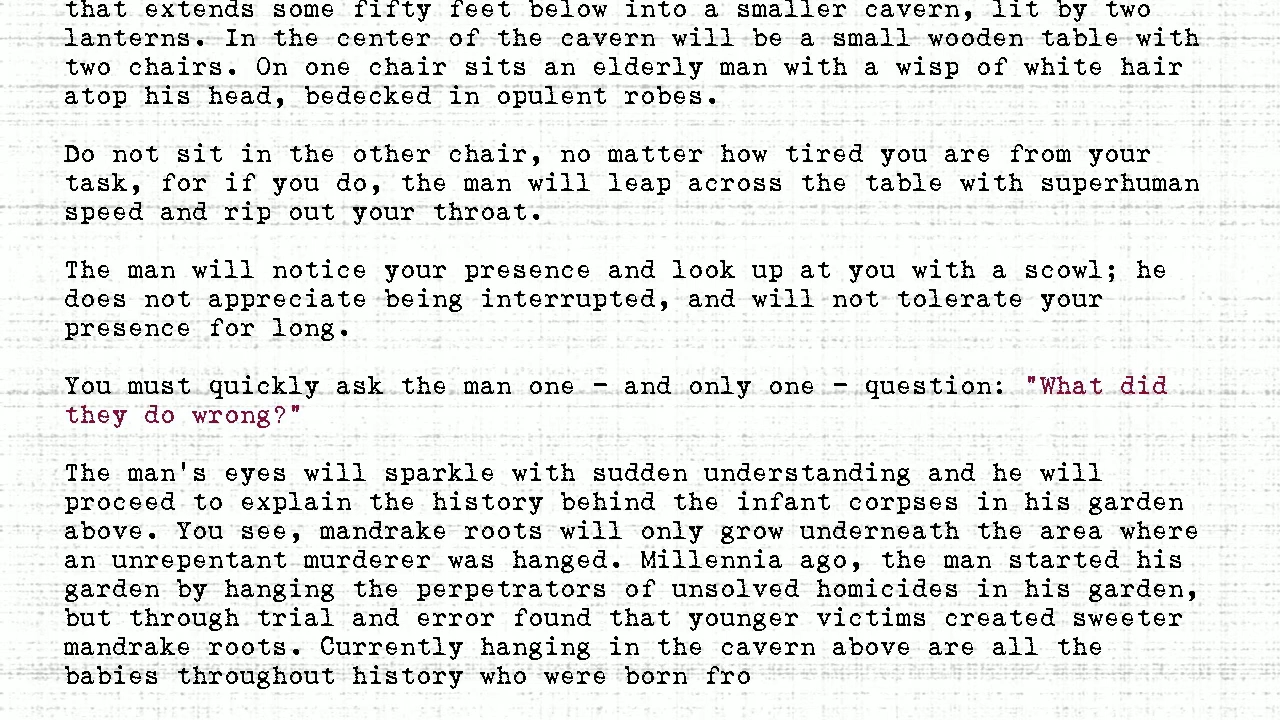 that extends some fifty feet below into a smaller cavern, lit by two
lanterns. In the center of the cavern will be a small wooden table with
two chairs. On one chair sits an elderly man with a wisp of white hair
atop his head, bedecked in opulent robes.
Do not sit in the other chair, no matter how tired you are from your
task, for if you do, the man will leap across the table with superhuman
speed and rip out your throat.
The man will notice your presence and look up at you with a scowl; he
does not appreciate being interrupted, and will not tolerate your
presence for long.
You must quickly ask the man one - and only one - question: "What did
they do wrong?"
The man's eyes will sparkle with sudden understanding and he will
proceed to explain the history behind the infant corpses in his garden
above. You see, mandrake roots will only grow underneath the area where
an unrepentant murderer was hanged. Millennia ago, the man started his
garden by hanging the perpetrators of unsolved homicides in his garden,
but through trial and error found that younger victims created sweeter
mandrake roots. Currently hanging in the cavern above are all the
babies throughout history who were born fro